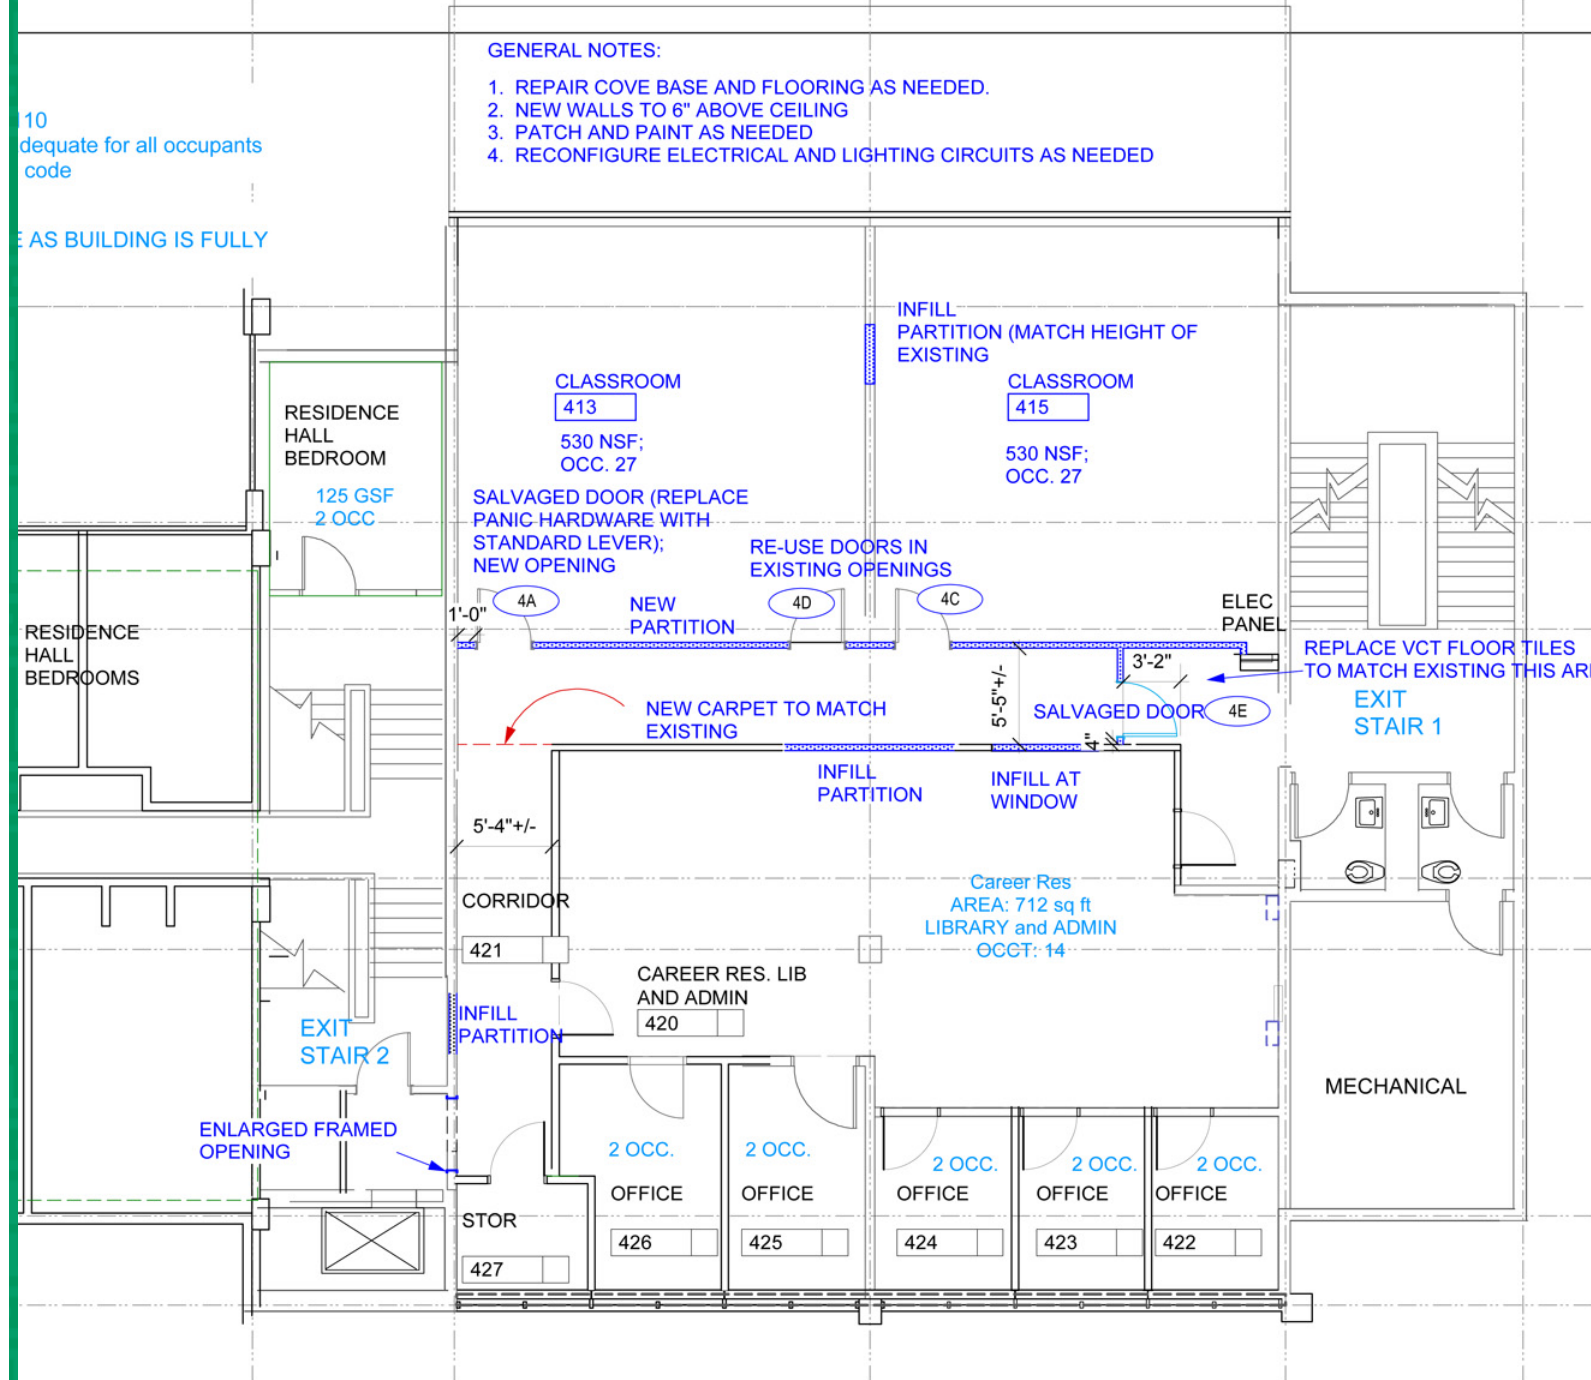 GENERAL NOTES:
1. REPAIR COVE BASE AND FLOORING AS NEEDED.
2. NEW WALLS TO 6" ABOVE CEILING
3. PATCH AND PAINT AS NEEDED
4. RECONFIGURE ELECTRICAL AND LIGHTING CIRCUITS AS NEEDED
110
dequate for all occupants
code
E AS BUILDING IS FULLY
INFILL
PARTITION (MATCH HEIGHT OF
EXISTING
CLASSROOM
413
530 NSF;
OCC. 27
CLASSROOM
415
530 NSF;
OCC. 27
RESIDENCE
HALL
BEDROOM
125 GSF
2 OCC
SALVAGED DOOR (REPLACE
PANIC HARDWARE WITH
STANDARD LEVER);
NEW OPENING
RE-USE DOORS IN
EXISTING OPENINGS
4A
4D
4C
1'-0"
NEW
PARTITION
ELEC
PANEL
RESIDENCE
HALL
BEDROOMS
REPLACE VCT FLOOR TILES
TO MATCH EXISTING THIS AR
3'-2"
5'-5"+/-
SALVAGED DOOR
4E
4"
EXIT
STAIR 1
NEW CARPET TO MATCH
EXISTING
INFILL
PARTITION
INFILL AT
WINDOW
5'-4"+/-
CORRIDOR
421
Career Res
AREA: 712 sq ft
LIBRARY and ADMIN
OCCT: 14
CAREER RES. LIB
AND ADMIN
420
INFILL
PARTITION
EXIT
STAIR 2
MECHANICAL
ENLARGED FRAMED
OPENING
2 OCC.
2 OCC.
2 OCC.
2 OCC.
2 OCC.
OFFICE
OFFICE
OFFICE
OFFICE
OFFICE
STOR
426
425
424
423
422
427